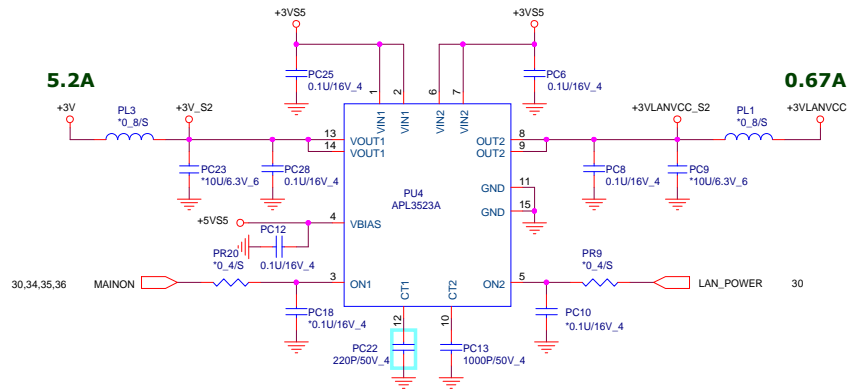 +3VS5
+3VS5
5.2A
PC25
0.1U/16V_4
PC6
0.1U/16V_4
0.67A
+3V
PL3
*0_8/S
+3V_S2
1
2
6
7
VIN1
VIN1
VIN2
VIN2
+3VLANVCC_S2
PL1
*0_8/S
+3VLANVCC
13
14
VOUT1
VOUT1
OUT2
OUT2
8
9
PC23
*10U/6.3V_6
PC28
0.1U/16V_4
PC8
0.1U/16V_4
PC9
*10U/6.3V_6
PU4
APL3523A
GND
11
GND
15
+5VS5
4
VBIAS
PC12
0.1U/16V_4
30,34,35,36
MAINON
PR20
*0_4/S
3
ON1
ON2
5
PR9
*0_4/S
LAN_POWER
30
CT1
CT2
PC18
*0.1U/16V_4
PC10
*0.1U/16V_4
12
10
PC22
220P/50V_4
PC13
1000P/50V_4